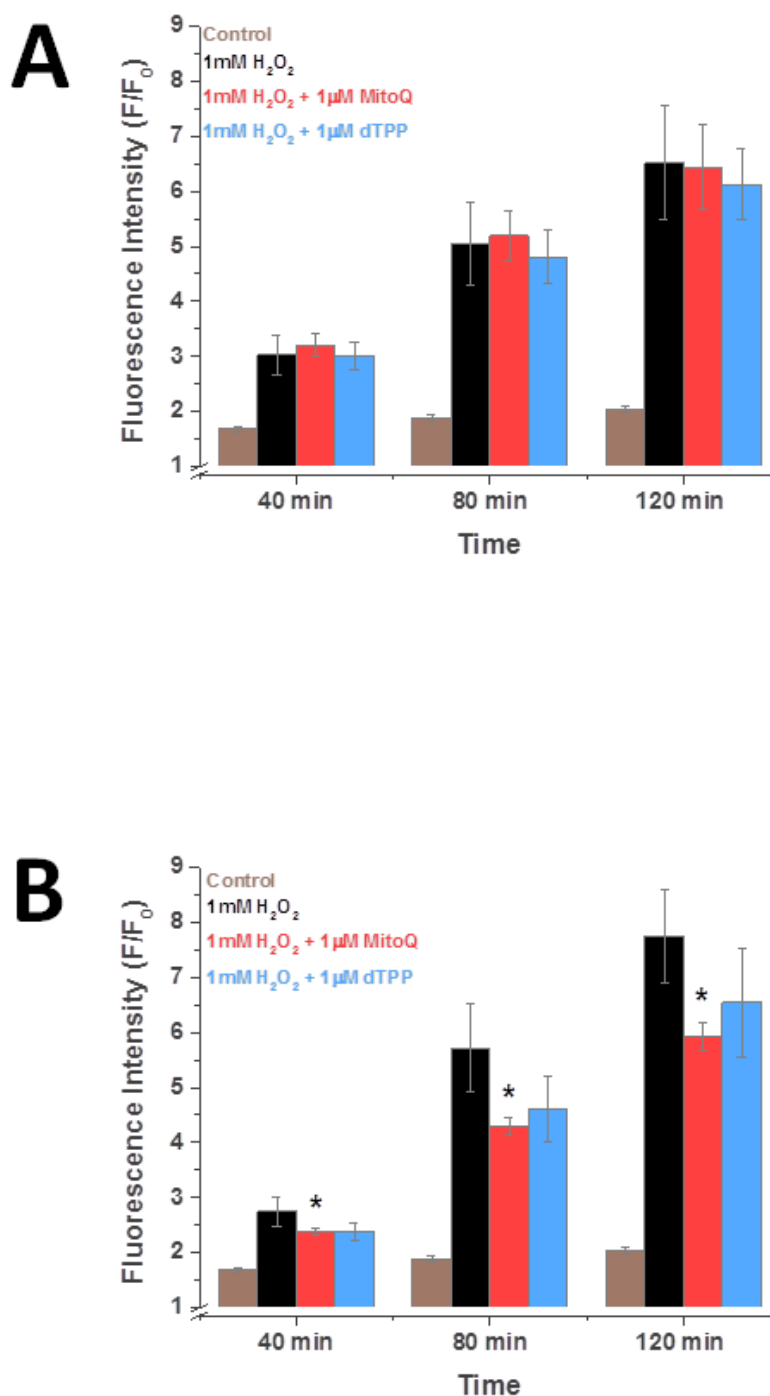 A
Fluorescence Intensity (F/F₀)
9
8
7
6
5
4
3
2
1
Control
1mM H₂O₂
1mM H₂O₂ + 1µM MitoQ
1mM H₂O₂ + 1µM dTPP
40 min
80 min
120 min
Time
B
Fluorescence Intensity (F/F₀)
9
8
7
6
5
4
3
2
1
Control
1mM H₂O₂
1mM H₂O₂ + 1µM MitoQ
1mM H₂O₂ + 1µM dTPP
*
*
*
40 min
80 min
120 min
Time